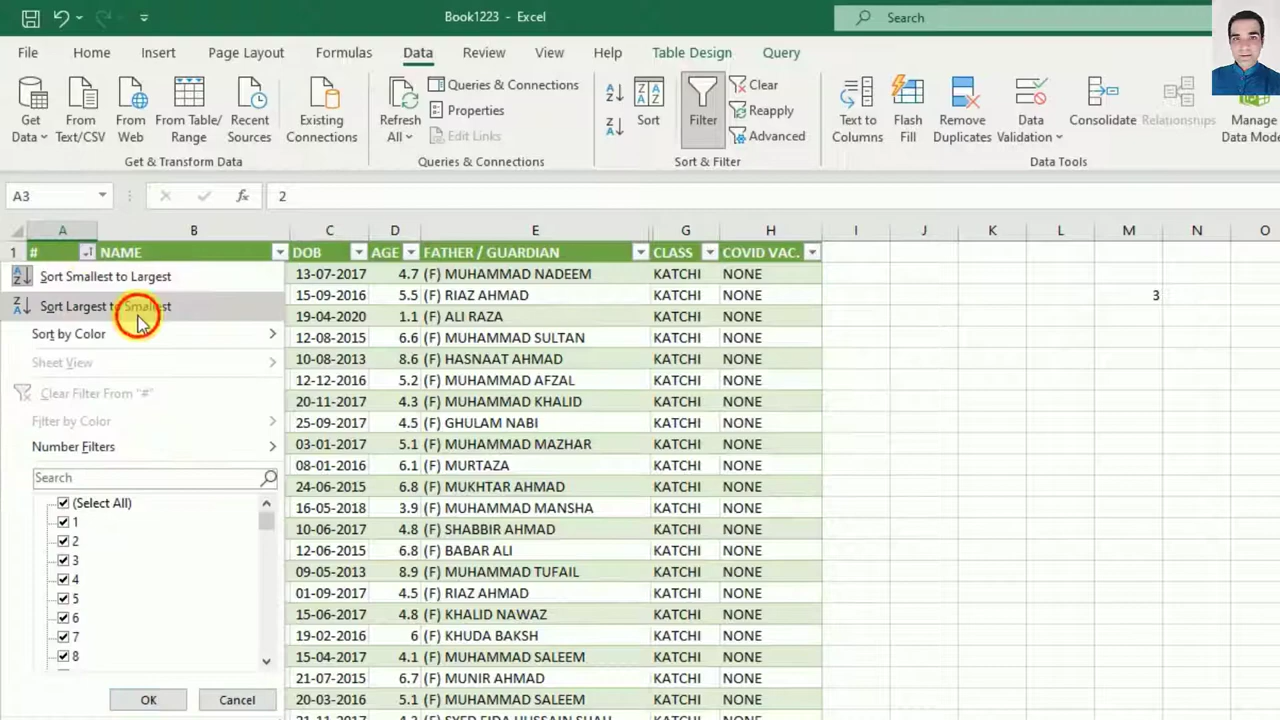 Book1223 - Excel
Search
File Home Insert Page Layout Formulas Data Review View Help Table Design Query
Get Data
From Text/CSV
From Web
From Table/ Range
Recent Sources
Existing Connections
Refresh All
Queries & Connections
Properties
Edit Links
Sort
Filter
Clear
Reapply
Advanced
Text to Columns
Flash Fill
Remove Duplicates
Data Validation
Consolidate
Relationships
Manage
Get & Transform Data
Queries & Connections
Sort & Filter
Data Tools
A3 fx 2
A B C D E G H I J K L M N O
1 # NAME DOB AGE FATHER / GUARDIAN CLASS COVID VAC.
13-07-2017 4.7 (F) MUHAMMAD NADEEM KATCHI NONE
15-09-2016 5.5 (F) RIAZ AHMAD KATCHI NONE 3
19-04-2020 1.1 (F) ALI RAZA KATCHI NONE
12-08-2015 6.6 (F) MUHAMMAD SULTAN KATCHI NONE
10-08-2013 8.6 (F) HASNAAT AHMAD KATCHI NONE
12-12-2016 5.2 (F) MUHAMMAD AFZAL KATCHI NONE
20-11-2017 4.3 (F) MUHAMMAD KHALID KATCHI NONE
25-09-2017 4.5 (F) GHULAM NABI KATCHI NONE
03-01-2017 5.1 (F) MUHAMMAD MAZHAR KATCHI NONE
08-01-2016 6.1 (F) MURTAZA KATCHI NONE
24-06-2015 6.8 (F) MUKHTAR AHMAD KATCHI NONE
16-05-2018 3.9 (F) MUHAMMAD MANSHA KATCHI NONE
10-06-2017 4.8 (F) SHABBIR AHMAD KATCHI NONE
12-06-2015 6.8 (F) BABAR ALI KATCHI NONE
09-05-2013 8.9 (F) MUHAMMAD TUFAIL KATCHI NONE
01-09-2017 4.5 (F) RIAZ AHMAD KATCHI NONE
15-06-2017 4.8 (F) KHALID NAWAZ KATCHI NONE
19-02-2016 6 (F) KHUDA BAKSH KATCHI NONE
15-04-2017 4.1 (F) MUHAMMAD SALEEM KATCHI NONE
21-07-2015 6.7 (F) MUNIR AHMAD KATCHI NONE
20-03-2016 5.1 (F) MUHAMMAD SALEEM KATCHI NONE
Sort Smallest to Largest
Sort Largest to Smallest
Sort by Color
Sheet View
Clear Filter From "#"
Filter by Color
Number Filters
Search
(Select All)
1
2
3
4
5
6
7
8
OK Cancel